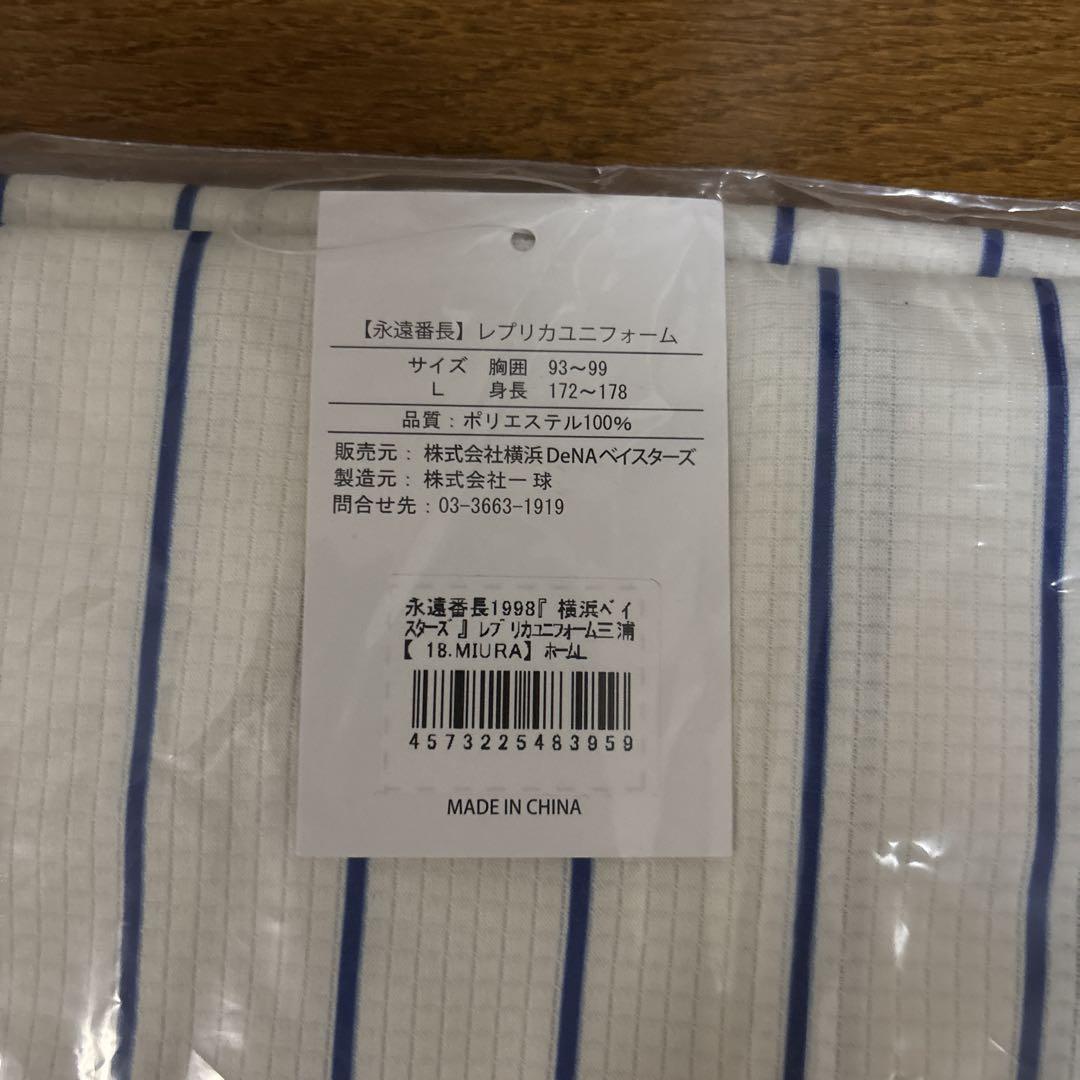 【永遠番長】レプリカユニフォーム
サイズ 胸囲 93～99
L 身長 172～178
品質：ポリエステル100%
販売元：株式会社横浜DeNAベイスターズ
製造元：株式会社一球
問合せ先：03-3663-1919
永遠番長1998『横浜ﾍﾞｲ
ｽﾀｰｽﾞ』ﾚﾌﾟﾘｶﾕﾆﾌｫｰﾑ三浦
【 18.MIURA】ﾎｰﾑL
4573225483959
MADE IN CHINA